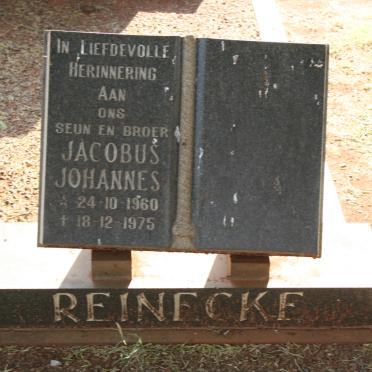 In Liefdevolle
Herinnering
Aan
ons
seun en broer
JACOBUS
JOHANNES
☆ 24-10-1960
✝ 18-12-1975
REINECKE